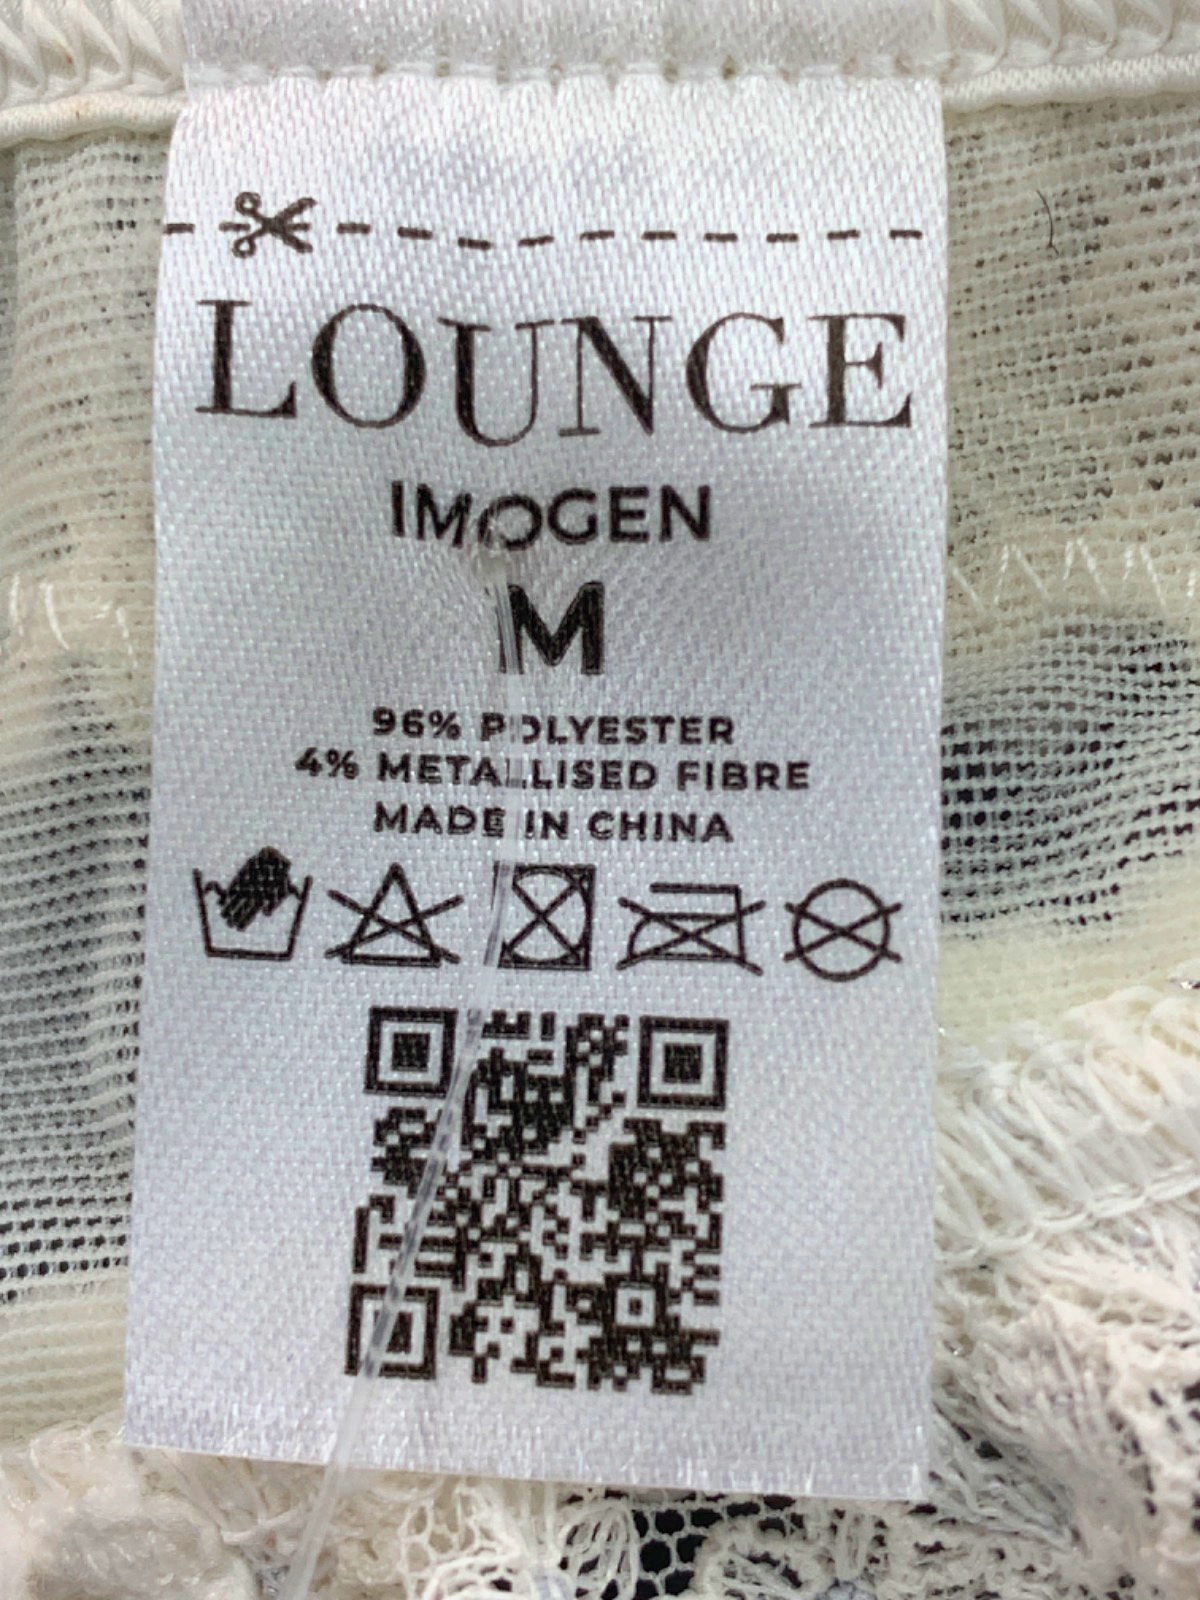 LOUNGE
IMOGEN
M
96% POLYESTER
4% METALLISED FIBRE
MADE IN CHINA